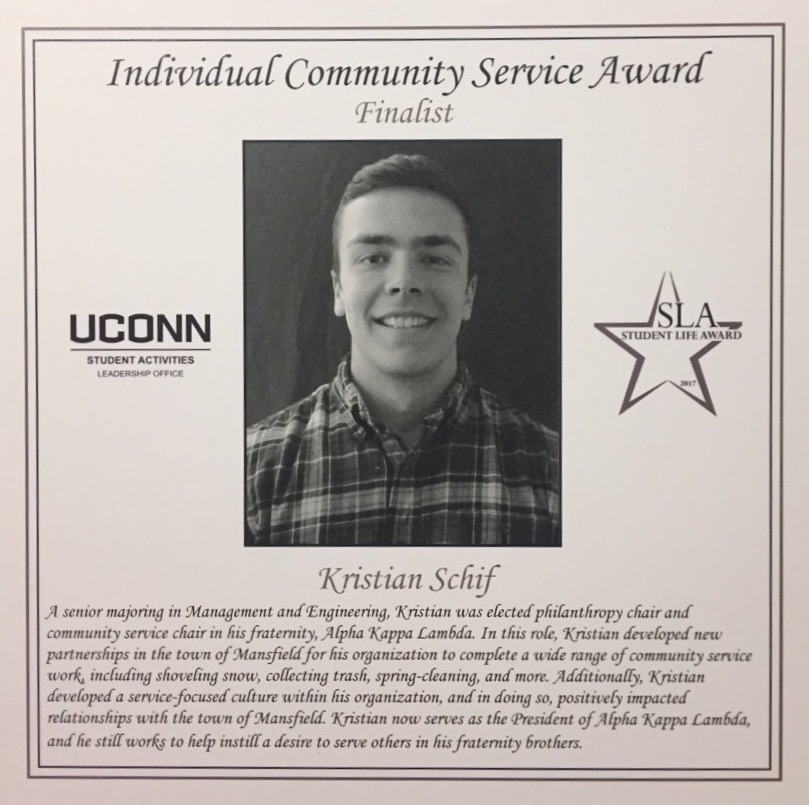 Individual Community Service Award
Finalist
UCONN
STUDENT ACTIVITIES
LEADERSHIP OFFICE
SLA
STUDENT LIFE AWARD
2017
Kristian Schif
A senior majoring in Management and Engineering, Kristian was elected philanthropy chair and
community service chair in his fraternity, Alpha Kappa Lambda. In this role, Kristian developed new
partnerships in the town of Mansfield for his organization to complete a wide range of community service
work, including shoveling snow, collecting trash, spring-cleaning, and more. Additionally, Kristian
developed a service-focused culture within his organization, and in doing so, positively impacted
relationships with the town of Mansfield. Kristian now serves as the President of Alpha Kappa Lambda,
and he still works to help instill a desire to serve others in his fraternity brothers.